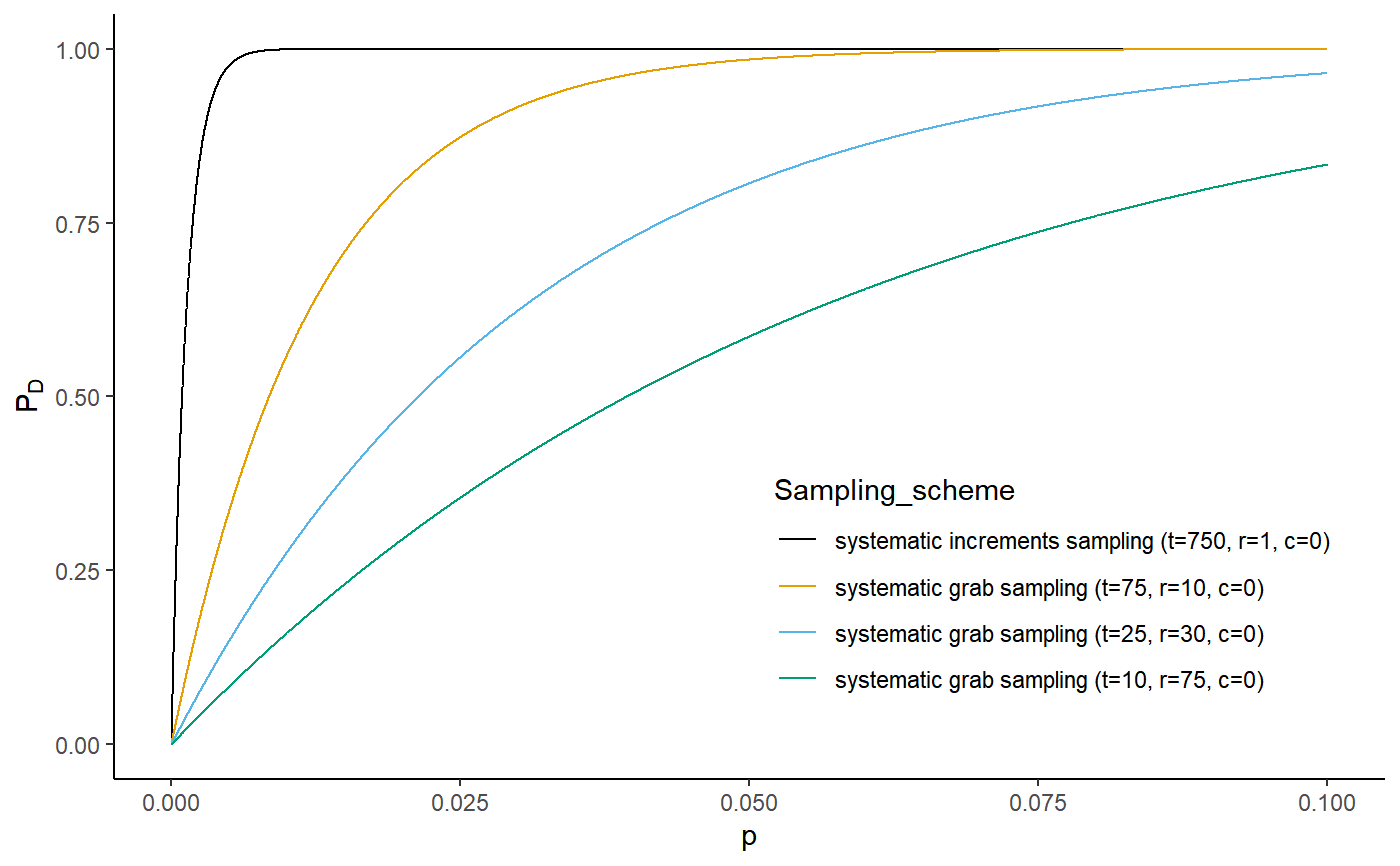 1.00
0.75
0.50
0.25
0.00
P_D
0.000 0.025 0.050 0.075 0.100
p
Sampling_scheme
systematic increments sampling (t=750, r=1, c=0)
systematic grab sampling (t=75, r=10, c=0)
systematic grab sampling (t=25, r=30, c=0)
systematic grab sampling (t=10, r=75, c=0)